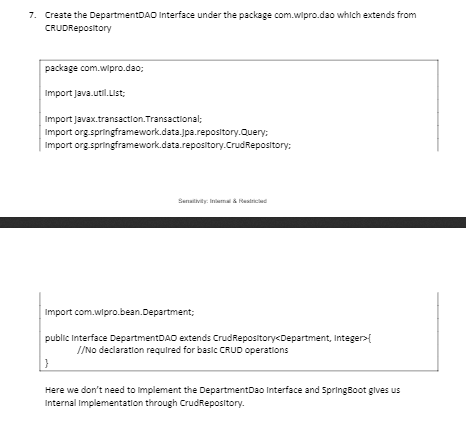 7. Create the DepartmentDAO Interface under the package com.wipro.dao which extends from
CRUDRepository
package com.wipro.dao;
import java.util.List;
import javax.transaction.Transactional;
import org.springframework.data.jpa.repository.Query;
import org.springframework.data.repository.CrudRepository;
Sensitivity: Internal & Restricted
import com.wipro.bean.Department;
public interface DepartmentDAO extends CrudRepository<Department, Integer>{
//No declaration required for basic CRUD operations
}
Here we don't need to implement the DepartmentDao interface and SpringBoot gives us
internal implementation through CrudRepository.